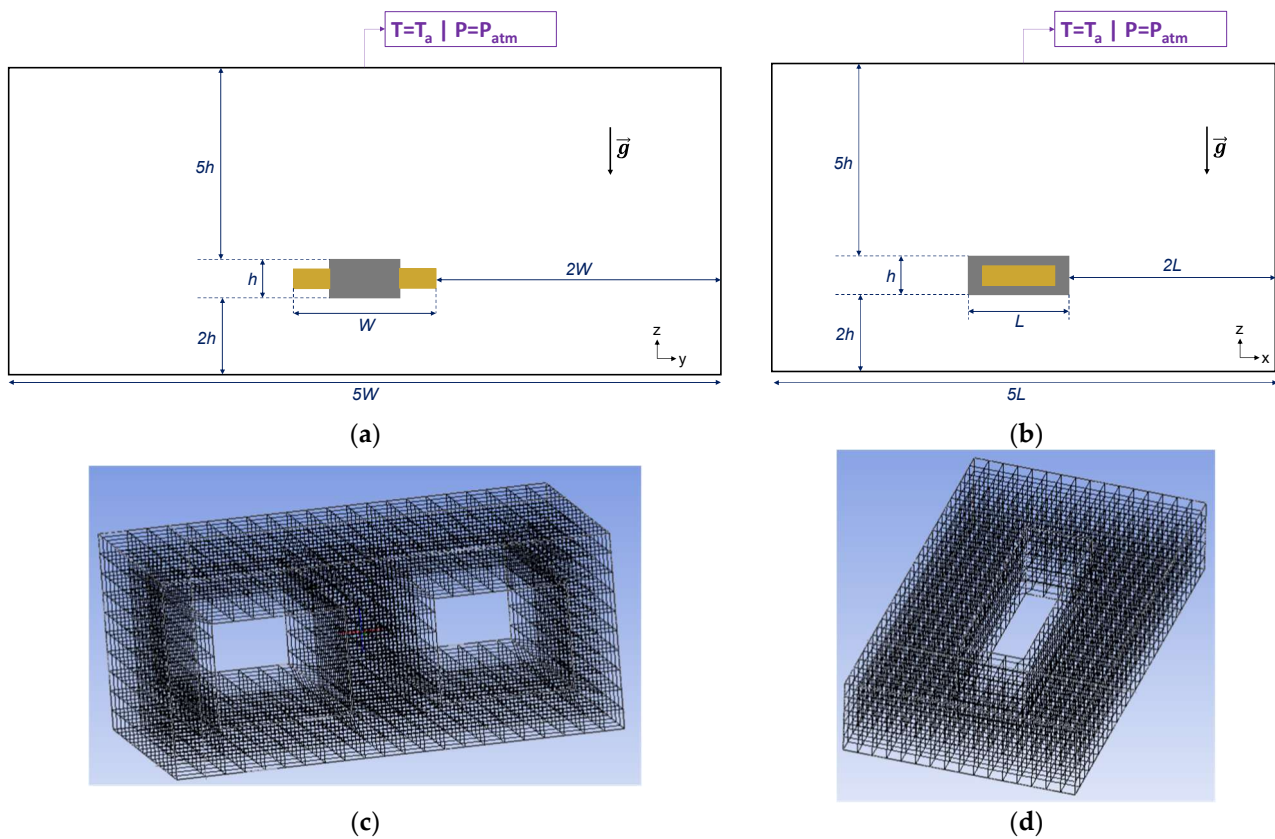 T=Tₐ | P=Pₐₜₘ
5h
g⃗
h
2W
W
2h
z
y
5W
(a)
T=Tₐ | P=Pₐₜₘ
5h
g⃗
h
2L
L
2h
z
x
5L
(b)
(c)
(d)